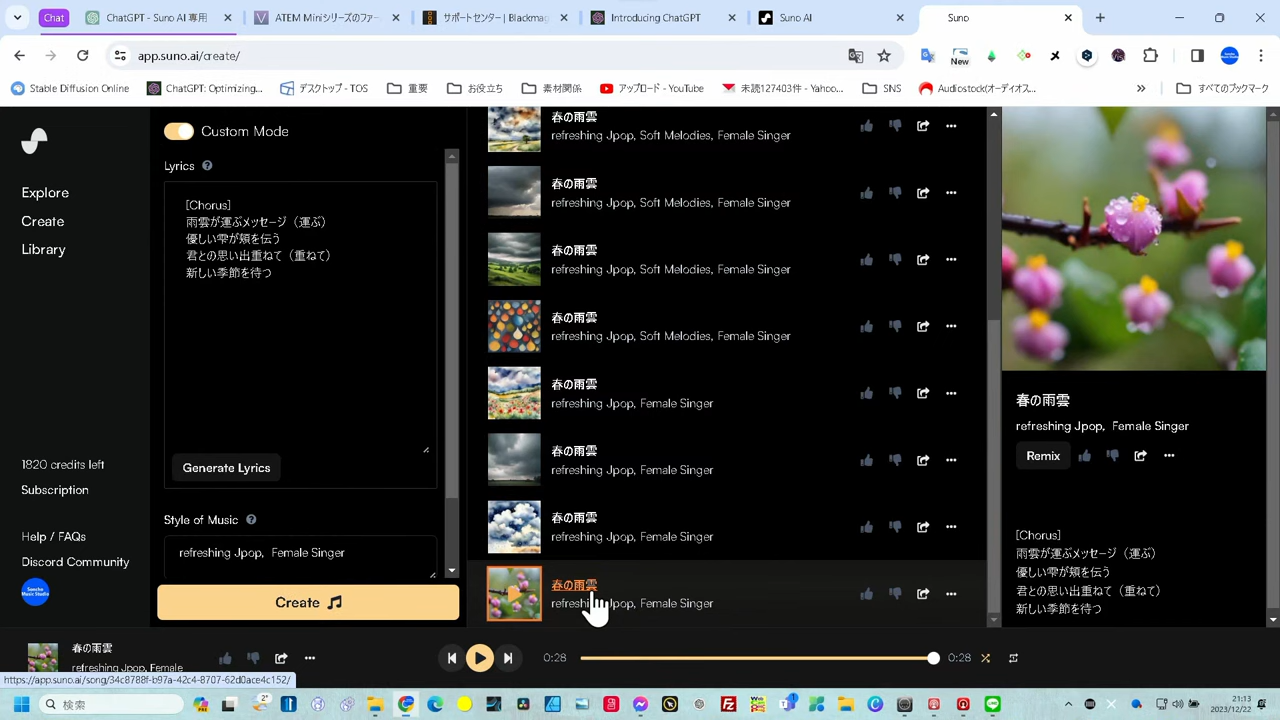 Chat
ChatGPT - Suno AI 専用
ATEM Miniシリーズのファー
サポートセンター | Blackmag
Introducing ChatGPT
Suno AI
Suno
app.suno.ai/create/
New
Stable Diffusion Online
ChatGPT: Optimizing...
デスクトップ - TOS
重要
お役立ち
素材関係
アップロード - YouTube
未読127403件 - Yahoo...
SNS
Audiostock(オーディオス...
すべてのブックマーク
Explore
Create
Library
1820 credits left
Subscription
Help / FAQs
Discord Community
Custom Mode
Lyrics
[Chorus]
雨雲が運ぶメッセージ（運ぶ）
優しい雫が頬を伝う
君との思い出重ねて（重ねて）
新しい季節を待つ
Generate Lyrics
Style of Music
refreshing Jpop, Female Singer
Create
春の雨雲
refreshing Jpop, Soft Melodies, Female Singer
春の雨雲
refreshing Jpop, Soft Melodies, Female Singer
春の雨雲
refreshing Jpop, Soft Melodies, Female Singer
春の雨雲
refreshing Jpop, Soft Melodies, Female Singer
春の雨雲
refreshing Jpop, Female Singer
春の雨雲
refreshing Jpop, Female Singer
春の雨雲
refreshing Jpop, Female Singer
春の雨雲
refreshing Jpop, Female Singer
春の雨雲
refreshing Jpop, Female Singer
Remix
[Chorus]
雨雲が運ぶメッセージ（運ぶ）
優しい雫が頬を伝う
君との思い出重ねて（重ねて）
新しい季節を待つ
春の雨雲
refreshing Jpop, Female
0:28
0:28
https://app.suno.ai/song/34c8788f-b97a-42c4-8707-62d0ace4c152/
検索
21:13
2023/12/22